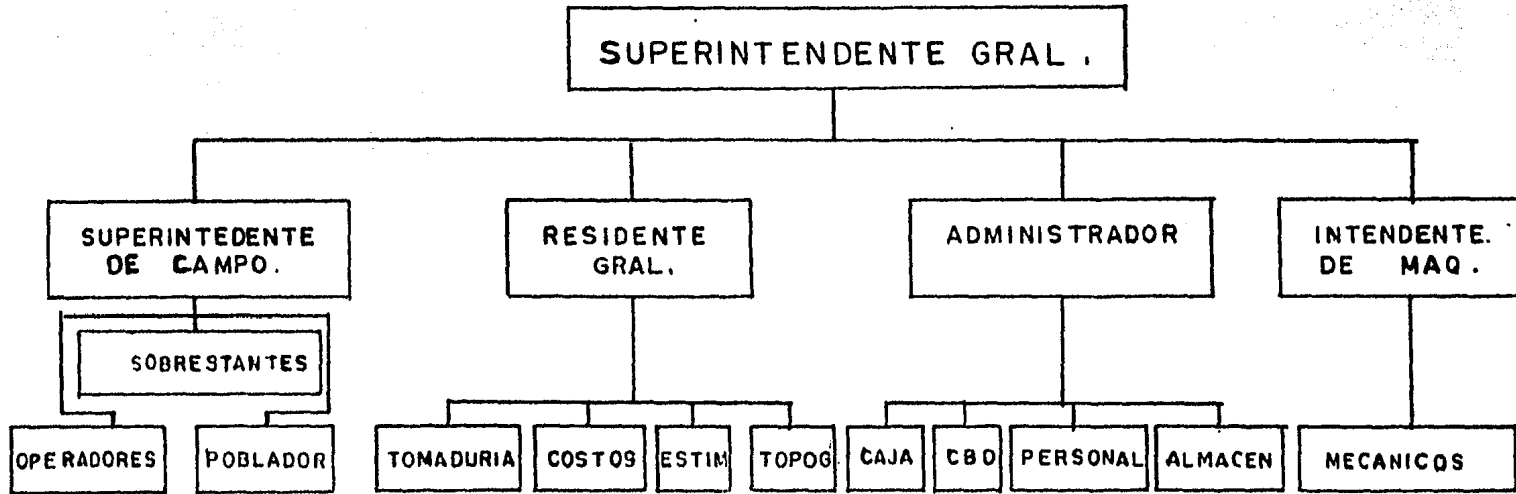 SUPERINTENDENTE GRAL.
SUPERINTEDENTE
DE CAMPO.
RESIDENTE
GRAL.
ADMINISTRADOR
INTENDENTE.
DE MAQ.
SOBRESTANTES
OPERADORES
POBLADOR
TOMADURIA
COSTOS
ESTIM
TOPOG
CAJA
CBO
PERSONAL
ALMACEN
MECANICOS